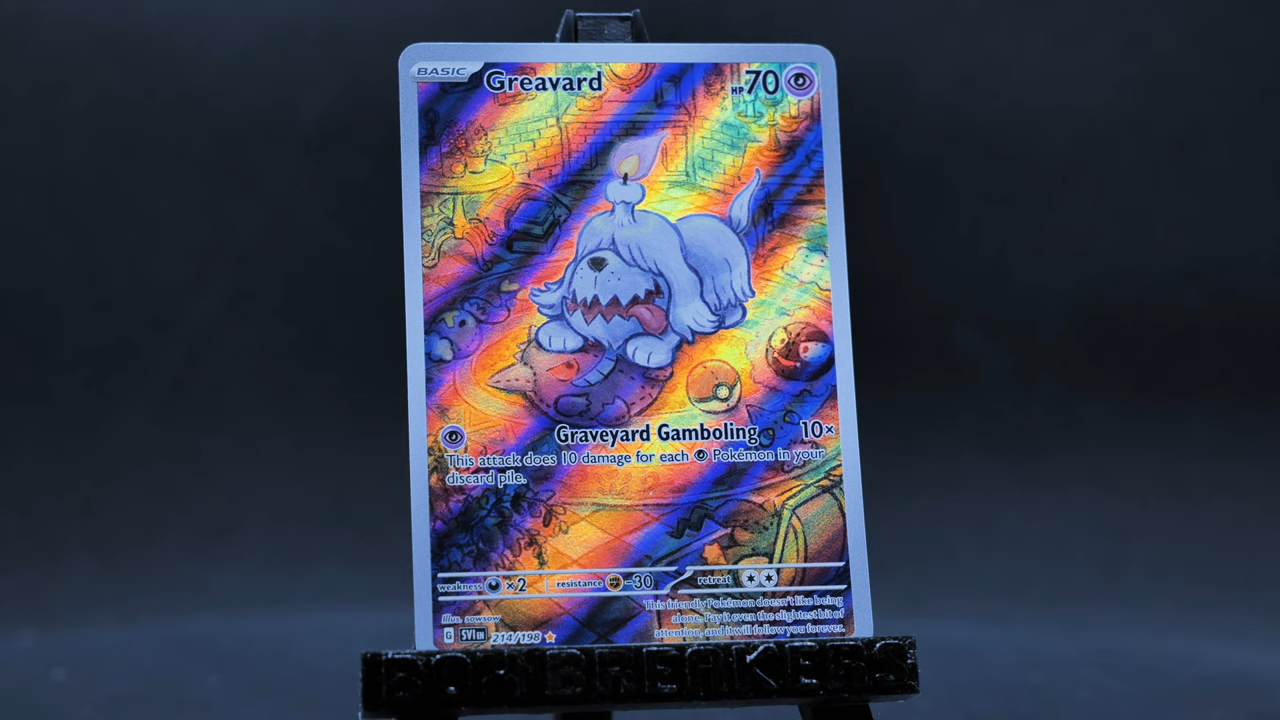 BASIC Greavard HP 70
Graveyard Gamboling 10×
This attack does 10 damage for each Pokémon in your
discard pile.
weakness ×2 resistance -30 retreat
This friendly Pokémon doesn't like being
alone. Pay it even the slightest bit of
attention, and it will follow you forever.
Illus. sowsow
G SVI EN 214/198
BOX BREAKERS